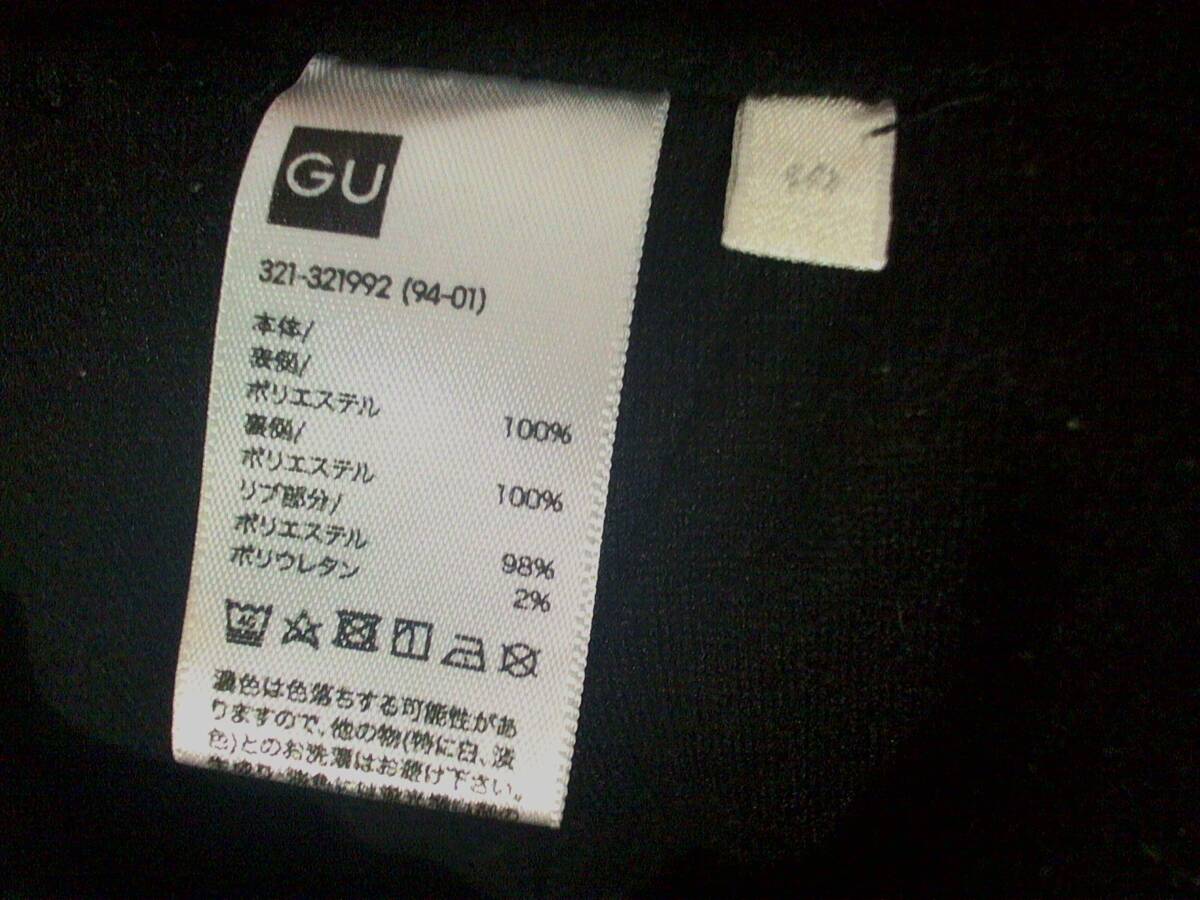 GU
321-321992 (94-01)
本体/
表側/
ポリエステル 100%
裏側/
ポリエステル 100%
リブ部分/
ポリエステル 98%
ポリウレタン 2%
40
濃色は色落ちする可能性があ
りますので、他の物(特に白、淡
色)とのお洗濯はお避け下さい。